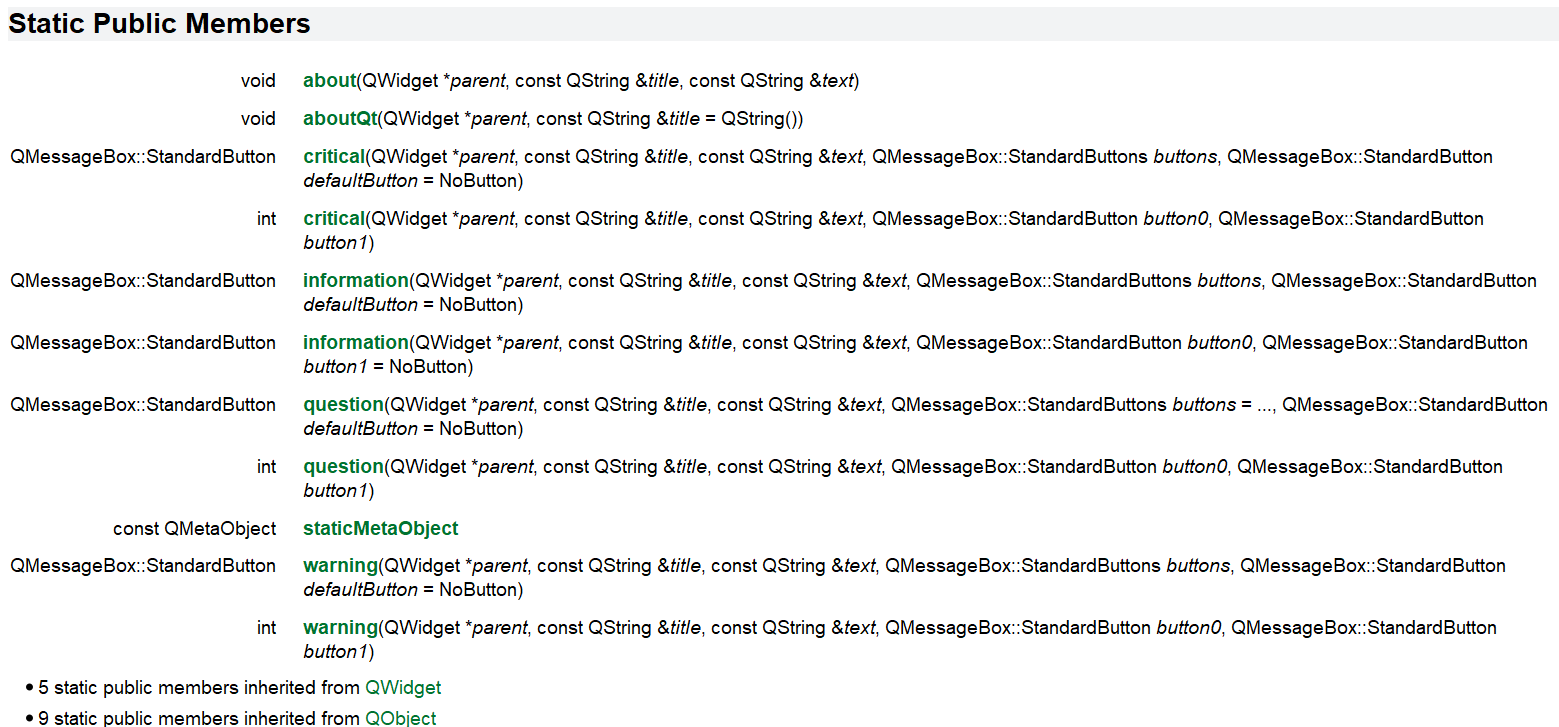 Static Public Members
void about(QWidget *parent, const QString &title, const QString &text)
void aboutQt(QWidget *parent, const QString &title = QString())
QMessageBox::StandardButton critical(QWidget *parent, const QString &title, const QString &text, QMessageBox::StandardButtons buttons, QMessageBox::StandardButton
defaultButton = NoButton)
int critical(QWidget *parent, const QString &title, const QString &text, QMessageBox::StandardButton button0, QMessageBox::StandardButton
button1)
QMessageBox::StandardButton information(QWidget *parent, const QString &title, const QString &text, QMessageBox::StandardButtons buttons, QMessageBox::StandardButton
defaultButton = NoButton)
QMessageBox::StandardButton information(QWidget *parent, const QString &title, const QString &text, QMessageBox::StandardButton button0, QMessageBox::StandardButton
button1 = NoButton)
QMessageBox::StandardButton question(QWidget *parent, const QString &title, const QString &text, QMessageBox::StandardButtons buttons = ..., QMessageBox::StandardButton
defaultButton = NoButton)
int question(QWidget *parent, const QString &title, const QString &text, QMessageBox::StandardButton button0, QMessageBox::StandardButton
button1)
const QMetaObject staticMetaObject
QMessageBox::StandardButton warning(QWidget *parent, const QString &title, const QString &text, QMessageBox::StandardButtons buttons, QMessageBox::StandardButton
defaultButton = NoButton)
int warning(QWidget *parent, const QString &title, const QString &text, QMessageBox::StandardButton button0, QMessageBox::StandardButton
button1)
• 5 static public members inherited from QWidget
• 9 static public members inherited from QObject